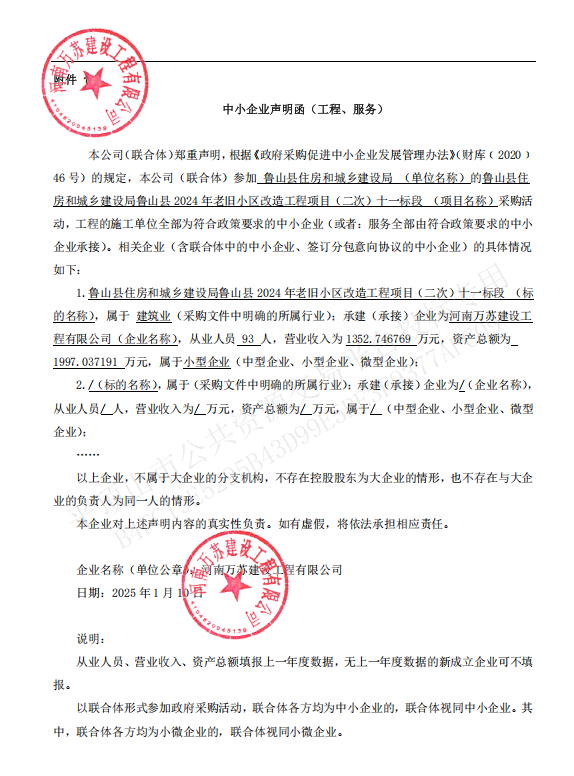 河南万苏建设工程有限公司
4104820045139
附件
中小企业声明函（工程、服务）
本公司（联合体）郑重声明，根据《政府采购促进中小企业发展管理办法》（财库﹝2020﹞
46号）的规定，本公司（联合体）参加 鲁山县住房和城乡建设局 （单位名称）的鲁山县住
房和城乡建设局鲁山县 2024 年老旧小区改造工程项目（二次）十一标段 （项目名称）采购活
动，工程的施工单位全部为符合政策要求的中小企业（或者：服务全部由符合政策要求的中小
企业承接）。相关企业（含联合体中的中小企业、签订分包意向协议的中小企业）的具体情况
如下：
1.鲁山县住房和城乡建设局鲁山县 2024 年老旧小区改造工程项目（二次）十一标段 （标
的名称），属于 建筑业（采购文件中明确的所属行业）；承建（承接）企业为河南万苏建设工
程有限公司（企业名称），从业人员 93 人，营业收入为 1352.746769 万元，资产总额为
1997.037191 万元，属于小型企业（中型企业、小型企业、微型企业）；
2./（标的名称），属于（采购文件中明确的所属行业）；承建（承接）企业为/（企业名称），
从业人员/ 人，营业收入为/ 万元，资产总额为/ 万元，属于/ （中型企业、小型企业、微型
企业）；
……
以上企业，不属于大企业的分支机构，不存在控股股东为大企业的情形，也不存在与大企
业的负责人为同一人的情形。
本企业对上述声明内容的真实性负责。如有虚假，将依法承担相应责任。
企业名称（单位公章）：河南万苏建设工程有限公司
日期：2025 年 1 月 10 日
河南万苏建设工程有限公司
4104820045139
说明：
从业人员、营业收入、资产总额填报上一年度数据，无上一年度数据的新成立企业可不填
报。
以联合体形式参加政府采购活动，联合体各方均为中小企业的，联合体视同中小企业。其
中，联合体各方均为小微企业的，联合体视同小微企业。